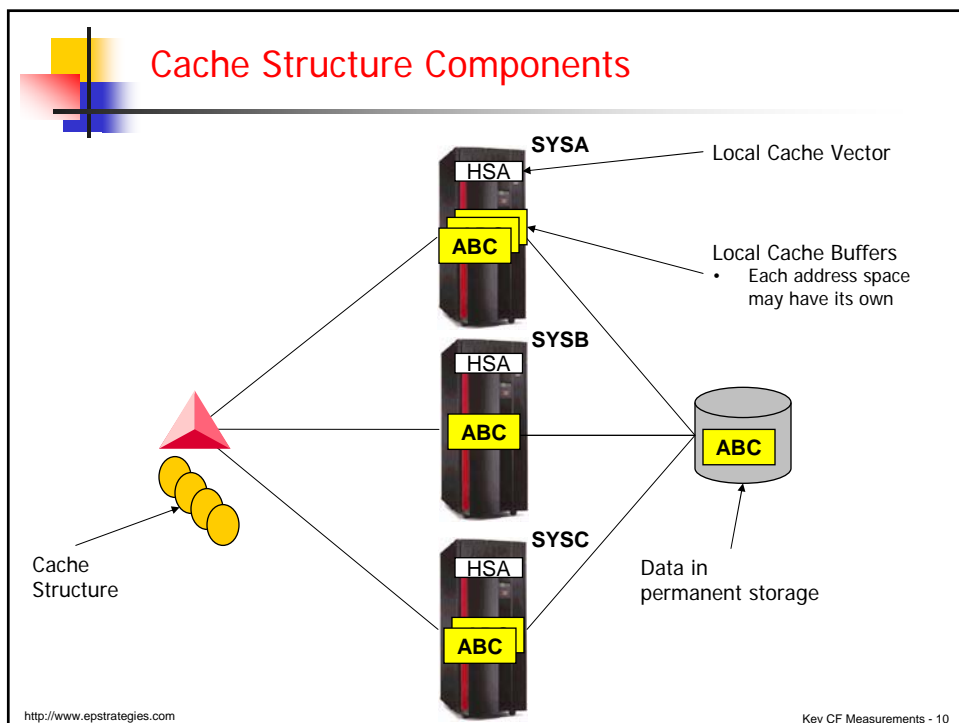 Cache Structure Components
SYSA
HSA
Local Cache Vector
ABC
Local Cache Buffers
• Each address space
may have its own
SYSB
HSA
ABC
ABC
SYSC
HSA
ABC
Cache
Structure
Data in
permanent storage
http://www.epstrategies.com
Key CF Measurements - 10